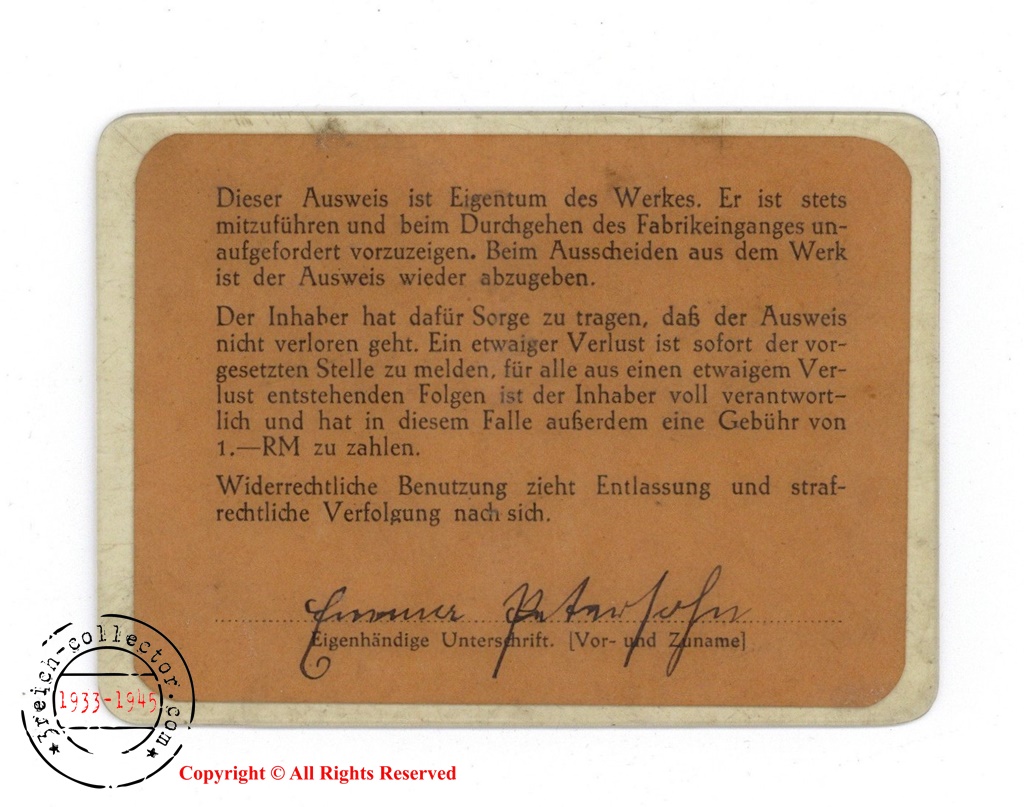 Dieser Ausweis ist Eigentum des Werkes. Er ist stets
mitzuführen und beim Durchgehen des Fabrikeinganges un-
aufgefordert vorzuzeigen. Beim Ausscheiden aus dem Werk
ist der Ausweis wieder abzugeben.
Der Inhaber hat dafür Sorge zu tragen, daß der Ausweis
nicht verloren geht. Ein etwaiger Verlust ist sofort der vor-
gesetzten Stelle zu melden, für alle aus einen etwaigem Ver-
lust entstehenden Folgen ist der Inhaber voll verantwort-
lich und hat in diesem Falle außerdem eine Gebühr von
1.—RM zu zahlen.
Widerrechtliche Benutzung zieht Entlassung und straf-
rechtliche Verfolgung nach sich.
Petersohn
Eigenhändige Unterschrift. [Vor- und Zuname]
3reich-collector.com
1933-1945
Copyright © All Rights Reserved